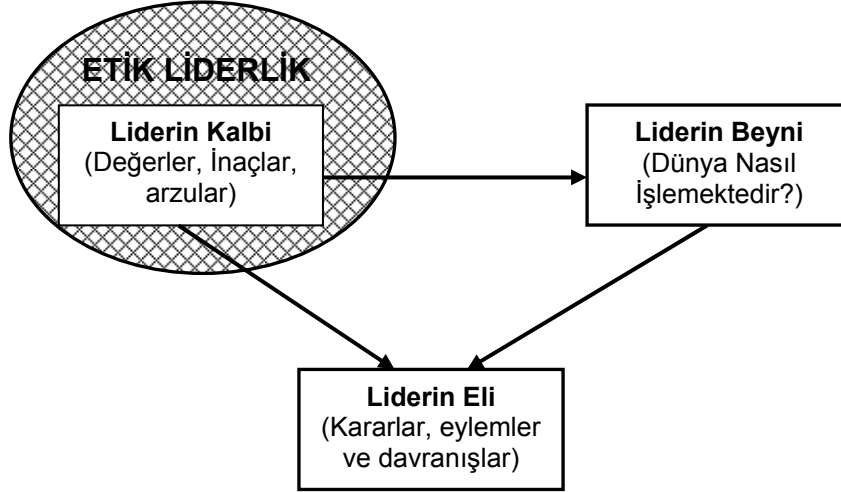 ETİK LİDERLİK
Liderin Kalbi
(Değerler, İnaçlar,
arzular)
Liderin Beyni
(Dünya Nasıl
İşlemektedir?)
Liderin Eli
(Kararlar, eylemler
ve davranışlar)